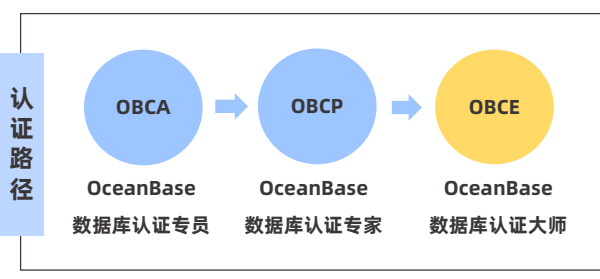 认证路径
OBCA
OBCP
OBCE
OceanBase
数据库认证专员
OceanBase
数据库认证专家
OceanBase
数据库认证大师